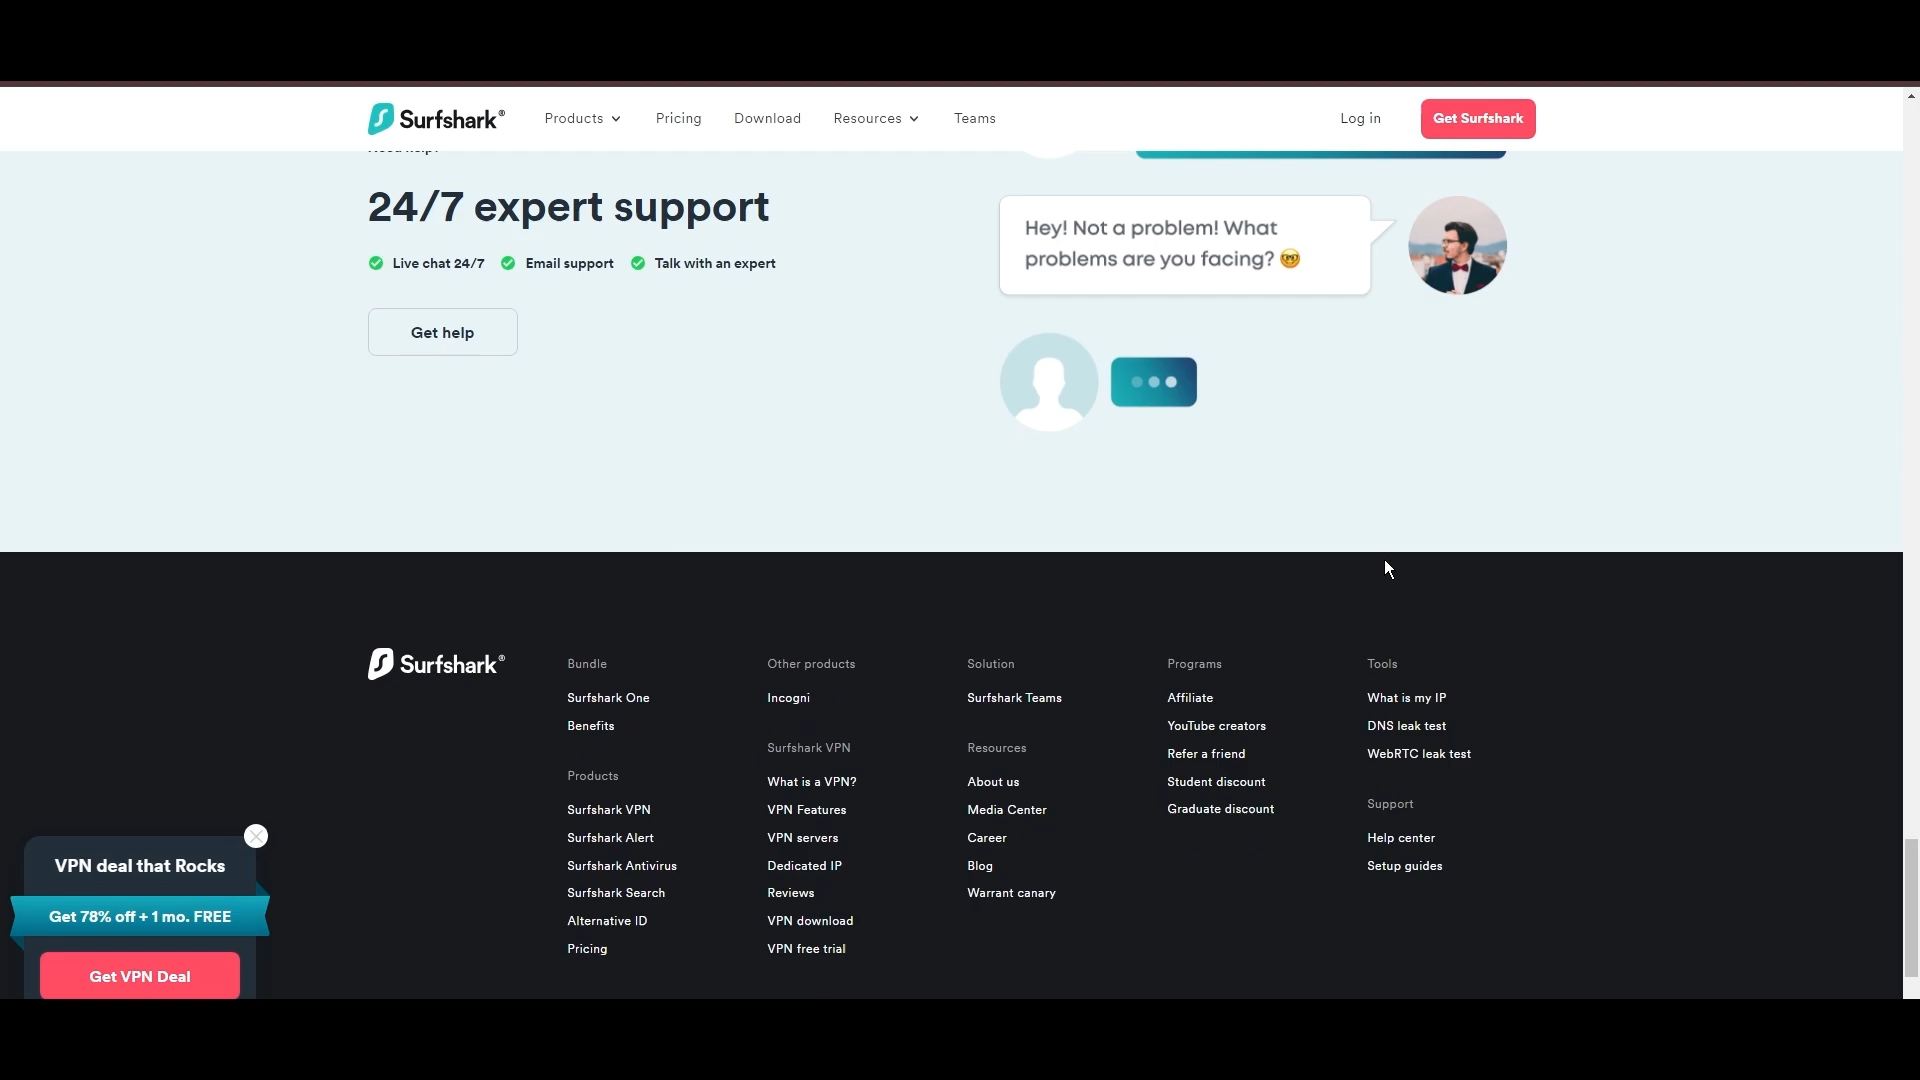 Surfshark®
Products
Pricing
Download
Resources
Teams
Log in
Get Surfshark
24/7 expert support
Live chat 24/7
Email support
Talk with an expert
Get help
Hey! Not a problem! What
problems are you facing? 🤓
Surfshark®
Bundle
Surfshark One
Benefits
Products
Surfshark VPN
Surfshark Alert
Surfshark Antivirus
Surfshark Search
Alternative ID
Pricing
Other products
Incogni
Surfshark VPN
What is a VPN?
VPN Features
VPN servers
Dedicated IP
Reviews
VPN download
VPN free trial
Solution
Surfshark Teams
Resources
About us
Media Center
Career
Blog
Warrant canary
Programs
Affiliate
YouTube creators
Refer a friend
Student discount
Graduate discount
Tools
What is my IP
DNS leak test
WebRTC leak test
Support
Help center
Setup guides
VPN deal that Rocks
Get 78% off + 1 mo. FREE
Get VPN Deal